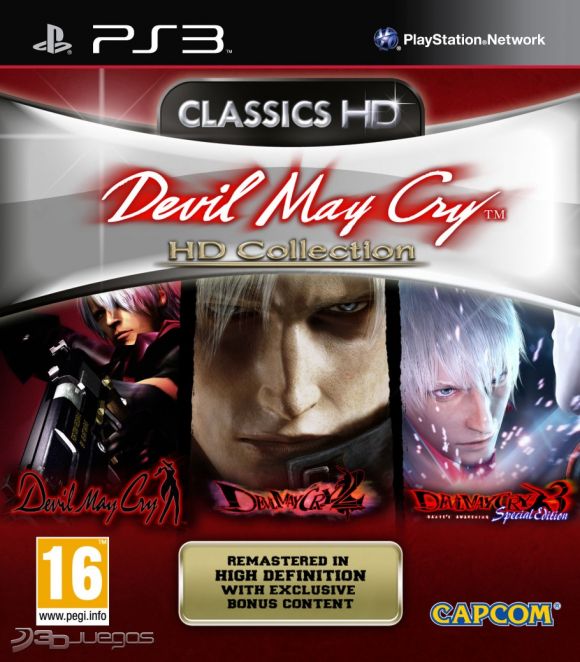 PS3™
PlayStation®Network
CLASSICS HD
Devil May Cry™
HD Collection
Devil May Cry
DEVIL MAY CRY 2
DEVIL MAY CRY 3
DANTE'S AWAKENING Special Edition
16
www.pegi.info
REMASTERED IN
HIGH DEFINITION
WITH EXCLUSIVE
BONUS CONTENT
CAPCOM®
3DJuegos